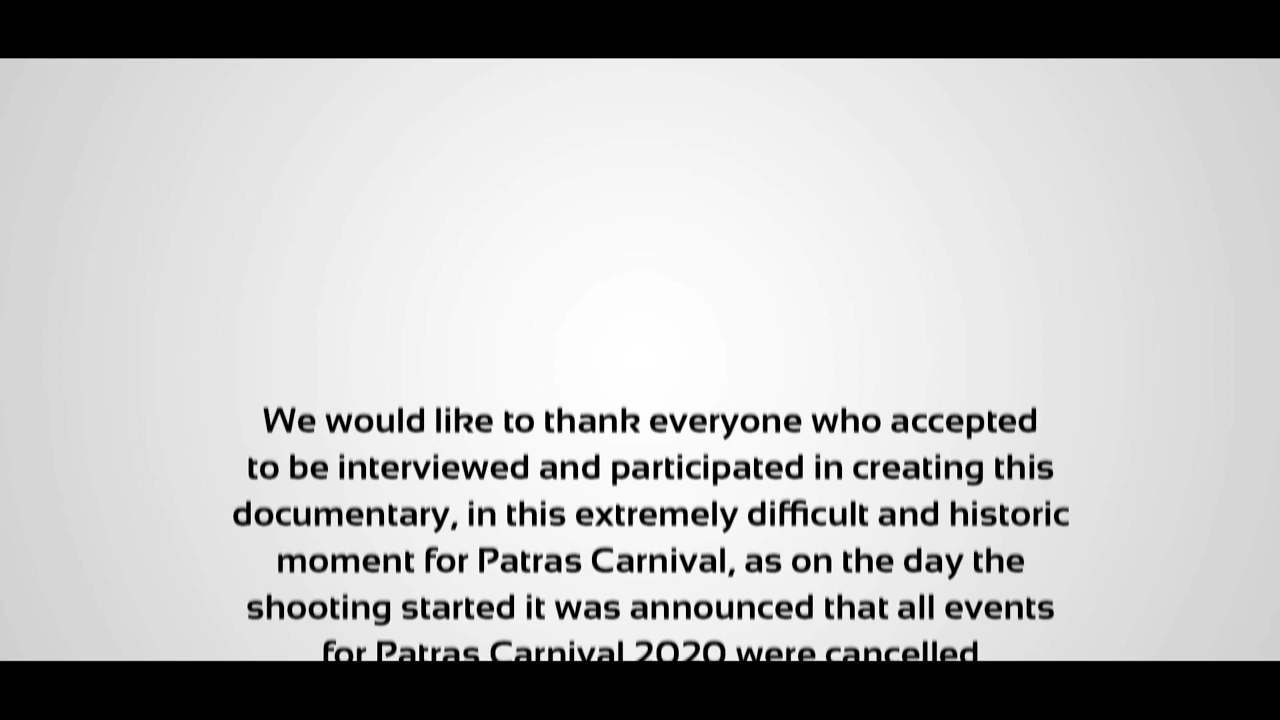 We would like to thank everyone who accepted
to be interviewed and participated in creating this
documentary, in this extremely difficult and historic
moment for Patras Carnival, as on the day the
shooting started it was announced that all events
for Patras Carnival 2020 were cancelled